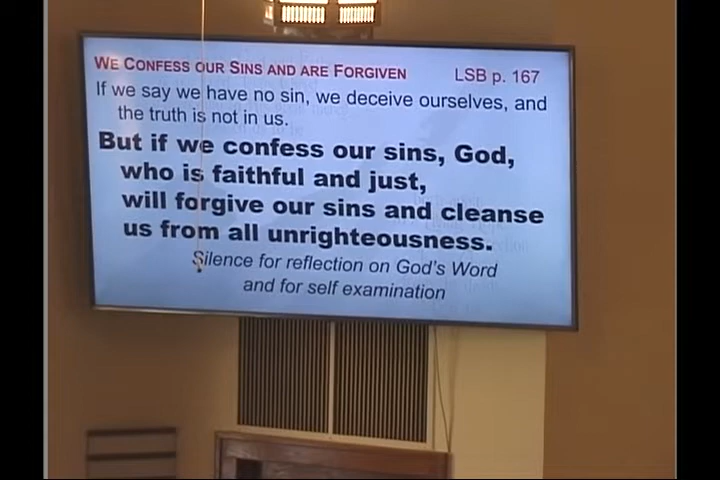 WE CONFESS OUR SINS AND ARE FORGIVEN LSB p. 167
If we say we have no sin, we deceive ourselves, and
the truth is not in us.
But if we confess our sins, God,
who is faithful and just,
will forgive our sins and cleanse
us from all unrighteousness.
Silence for reflection on God's Word
and for self examination